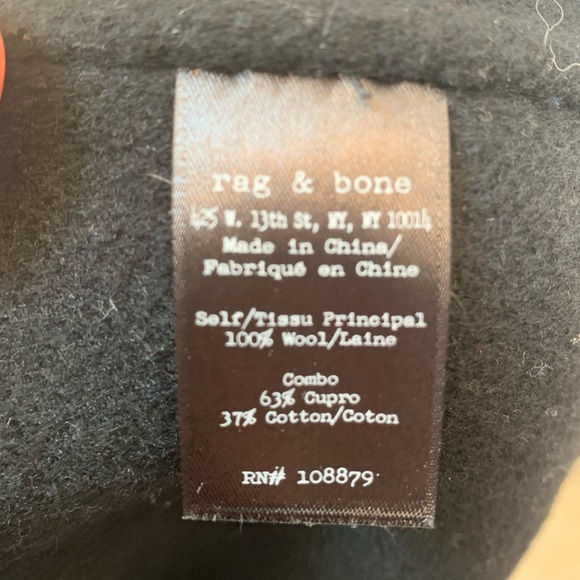 rag & bone
425 W. 13th St, NY, NY 10014
Made in China/
Fabriqué en Chine
Self/Tissu Principal
100% Wool/Laine
Combo
63% Cupro
37% Cotton/Coton
RN# 108879